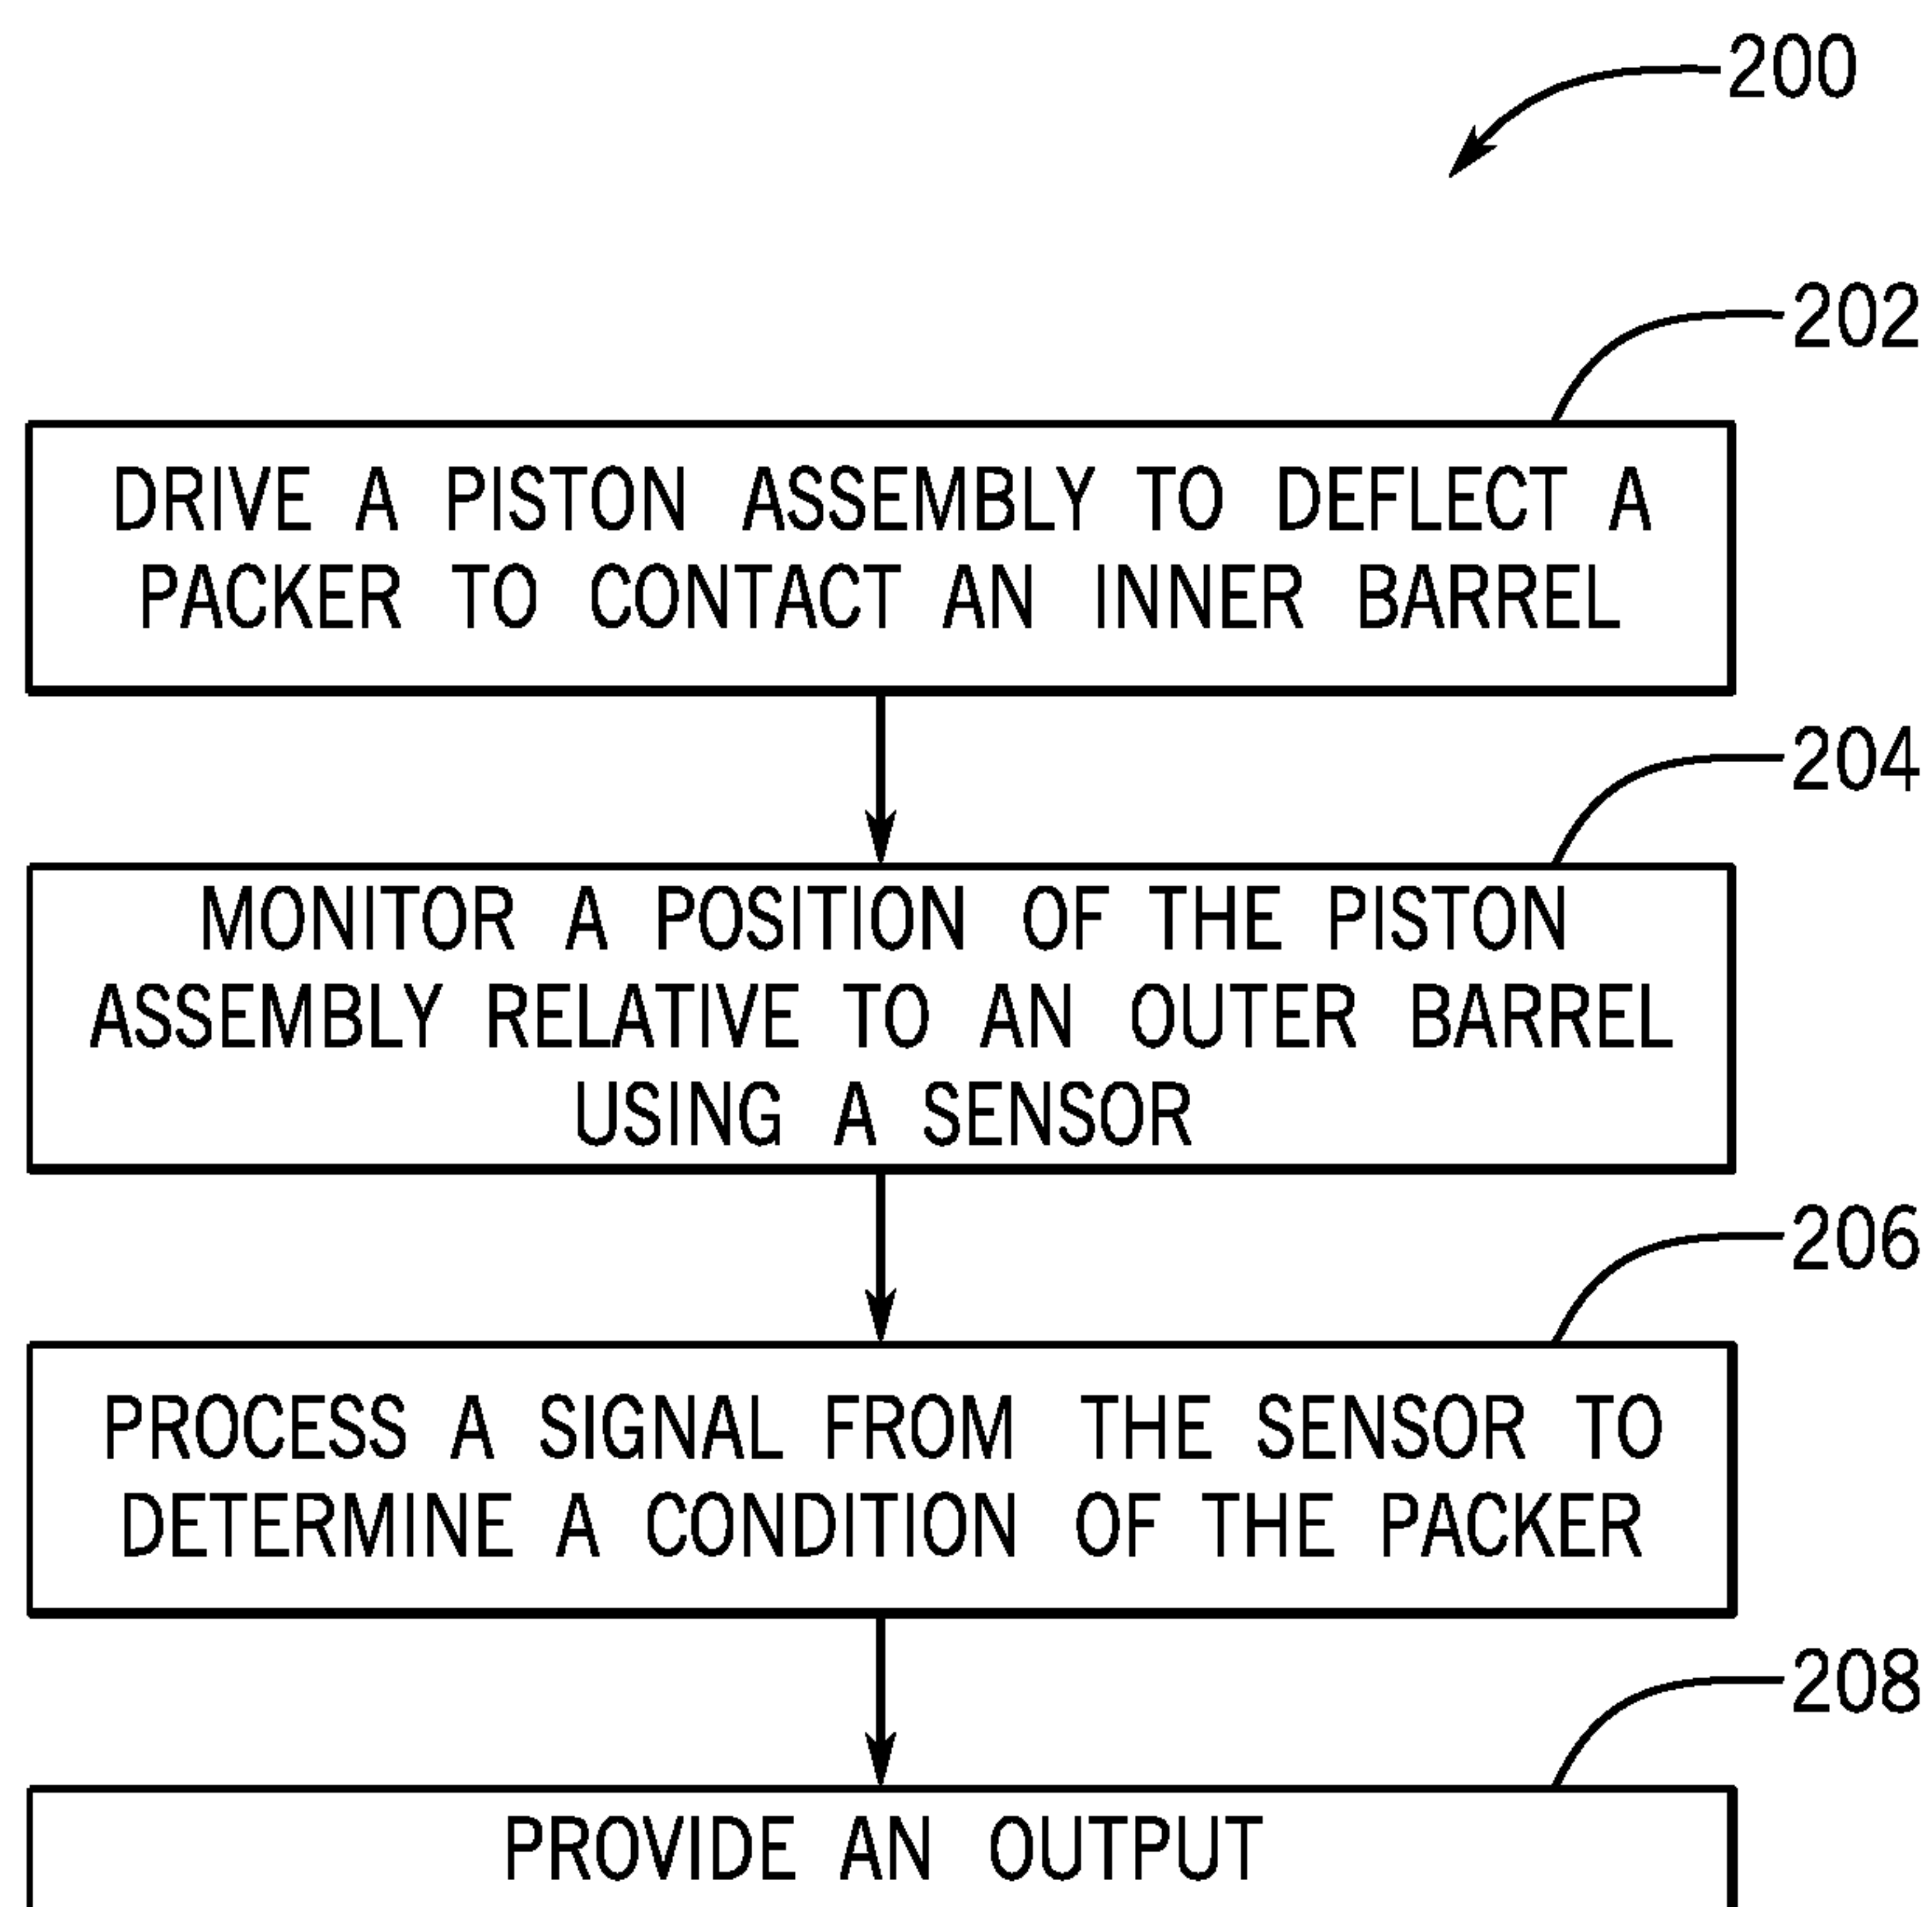 200
202
DRIVE A PISTON ASSEMBLY TO DEFLECT A
PACKER TO CONTACT AN INNER BARREL
204
MONITOR A POSITION OF THE PISTON
ASSEMBLY RELATIVE TO AN OUTER BARREL
USING A SENSOR
206
PROCESS A SIGNAL FROM THE SENSOR TO
DETERMINE A CONDITION OF THE PACKER
208
PROVIDE AN OUTPUT